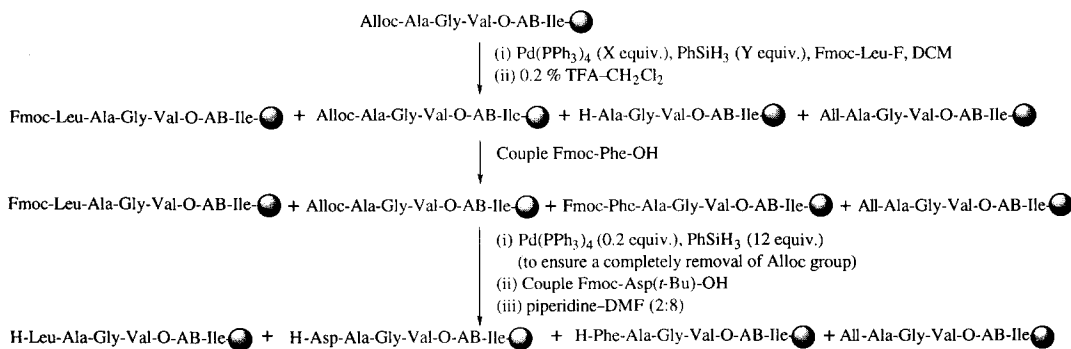 Alloc-Ala-Gly-Val-O-AB-Ile-
(i) Pd(PPh3)4 (X equiv.), PhSiH3 (Y equiv.), Fmoc-Leu-F, DCM
(ii) 0.2 % TFA–CH2Cl2
Fmoc-Leu-Ala-Gly-Val-O-AB-Ile- + Alloc-Ala-Gly-Val-O-AB-Ile- + H-Ala-Gly-Val-O-AB-Ile- + All-Ala-Gly-Val-O-AB-Ile-
Couple Fmoc-Phe-OH
Fmoc-Leu-Ala-Gly-Val-O-AB-Ile- + Alloc-Ala-Gly-Val-O-AB-Ile- + Fmoc-Phe-Ala-Gly-Val-O-AB-Ile- + All-Ala-Gly-Val-O-AB-Ile-
(i) Pd(PPh3)4 (0.2 equiv.), PhSiH3 (12 equiv.)
(to ensure a completely removal of Alloc group)
(ii) Couple Fmoc-Asp(t-Bu)-OH
(iii) piperidine–DMF (2:8)
H-Leu-Ala-Gly-Val-O-AB-Ile- + H-Asp-Ala-Gly-Val-O-AB-Ile- + H-Phe-Ala-Gly-Val-O-AB-Ile- + All-Ala-Gly-Val-O-AB-Ile-